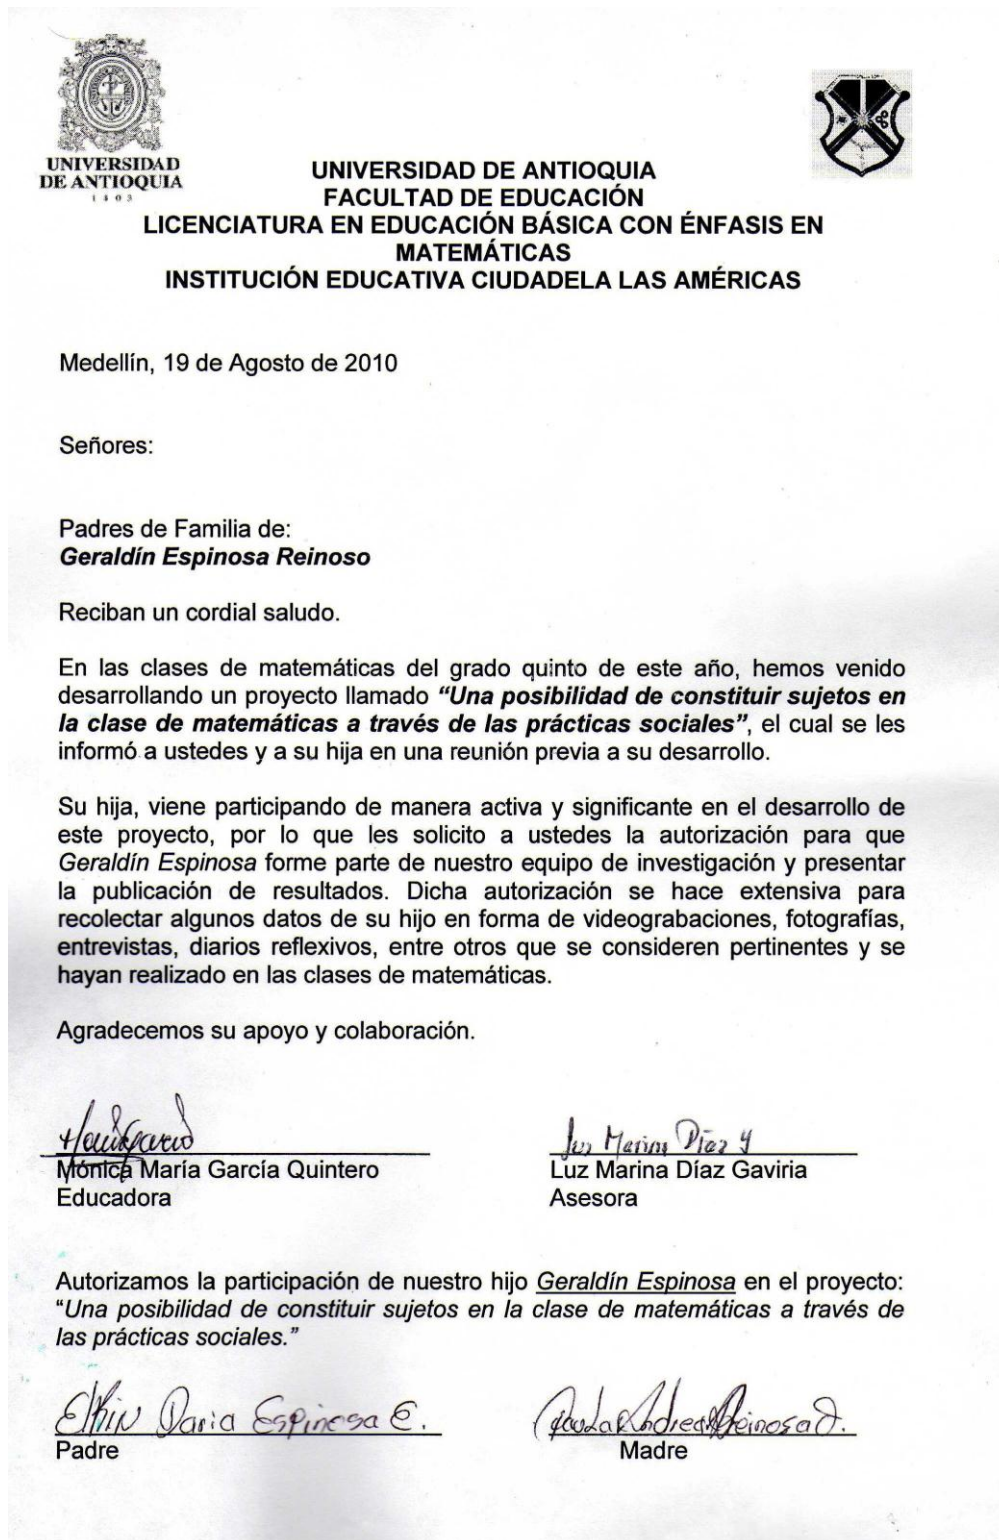 UNIVERSIDAD
DE ANTIOQUIA
1803
UNIVERSIDAD DE ANTIOQUIA
FACULTAD DE EDUCACIÓN
LICENCIATURA EN EDUCACIÓN BÁSICA CON ÉNFASIS EN
MATEMÁTICAS
INSTITUCIÓN EDUCATIVA CIUDADELA LAS AMÉRICAS
Medellín, 19 de Agosto de 2010
Señores:
Padres de Familia de:
Geraldín Espinosa Reinoso
Reciban un cordial saludo.
En las clases de matemáticas del grado quinto de este año, hemos venido
desarrollando un proyecto llamado “Una posibilidad de constituir sujetos en
la clase de matemáticas a través de las prácticas sociales”, el cual se les
informó a ustedes y a su hija en una reunión previa a su desarrollo.
Su hija, viene participando de manera activa y significante en el desarrollo de
este proyecto, por lo que les solicito a ustedes la autorización para que
Geraldín Espinosa forme parte de nuestro equipo de investigación y presentar
la publicación de resultados. Dicha autorización se hace extensiva para
recolectar algunos datos de su hijo en forma de videograbaciones, fotografías,
entrevistas, diarios reflexivos, entre otros que se consideren pertinentes y se
hayan realizado en las clases de matemáticas.
Agradecemos su apoyo y colaboración.
Luz Marina Díaz G
Mónica María García Quintero
Luz Marina Díaz Gaviria
Educadora
Asesora
Autorizamos la participación de nuestro hijo Geraldín Espinosa en el proyecto:
“Una posibilidad de constituir sujetos en la clase de matemáticas a través de
las prácticas sociales.”
Elkin Dario Espinosa E.
Paula Andrea Reinosa O.
Padre
Madre